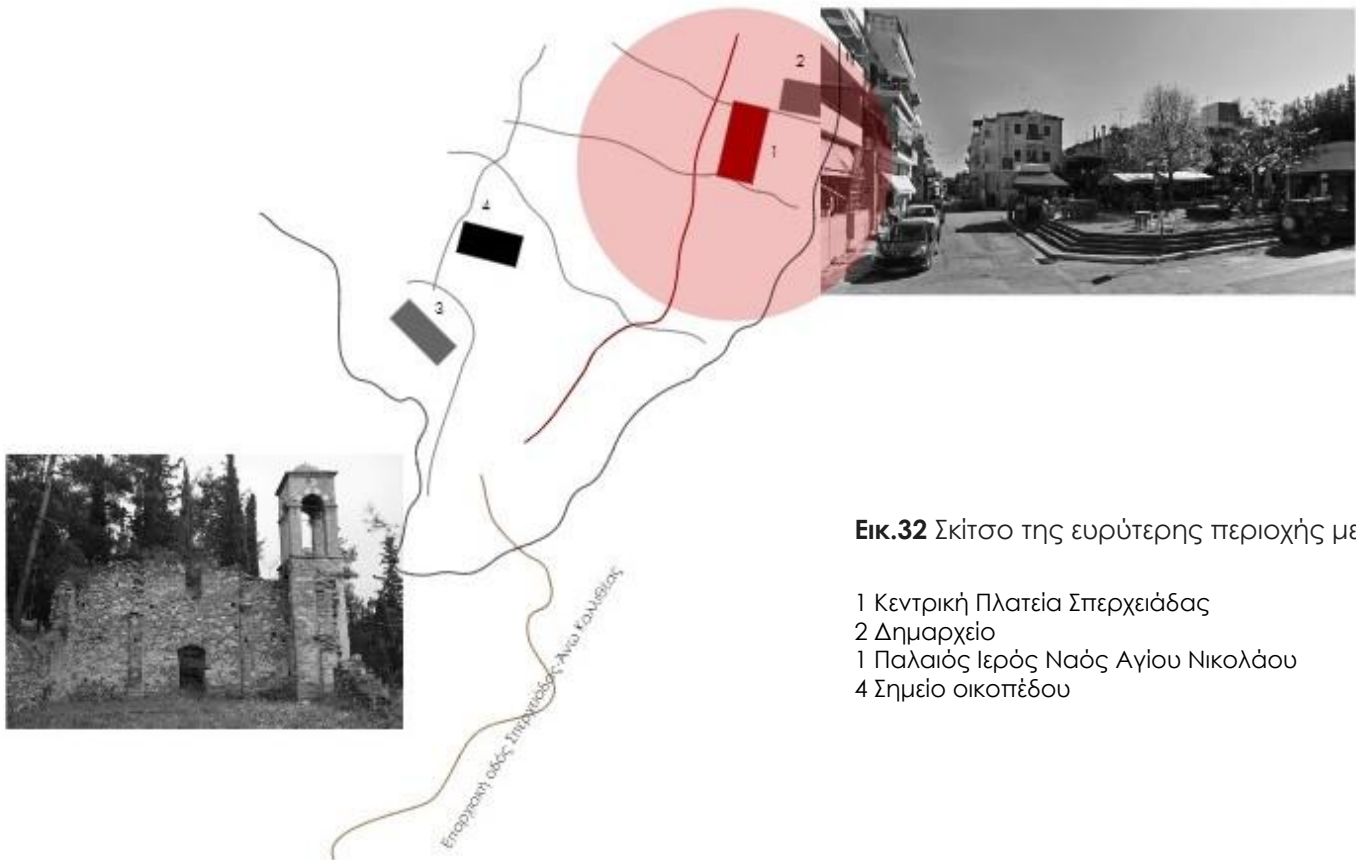 2
1
4
3
Εικ.32 Σκίτσο της ευρύτερης περιοχής με
1 Κεντρική Πλατεία Σπερχειάδας
2 Δημαρχείο
1 Παλαιός Ιερός Ναός Αγίου Νικολάου
4 Σημείο οικοπέδου
Επαρχιακή οδός Σπερχειάδας-Άνω Καλλιθέας